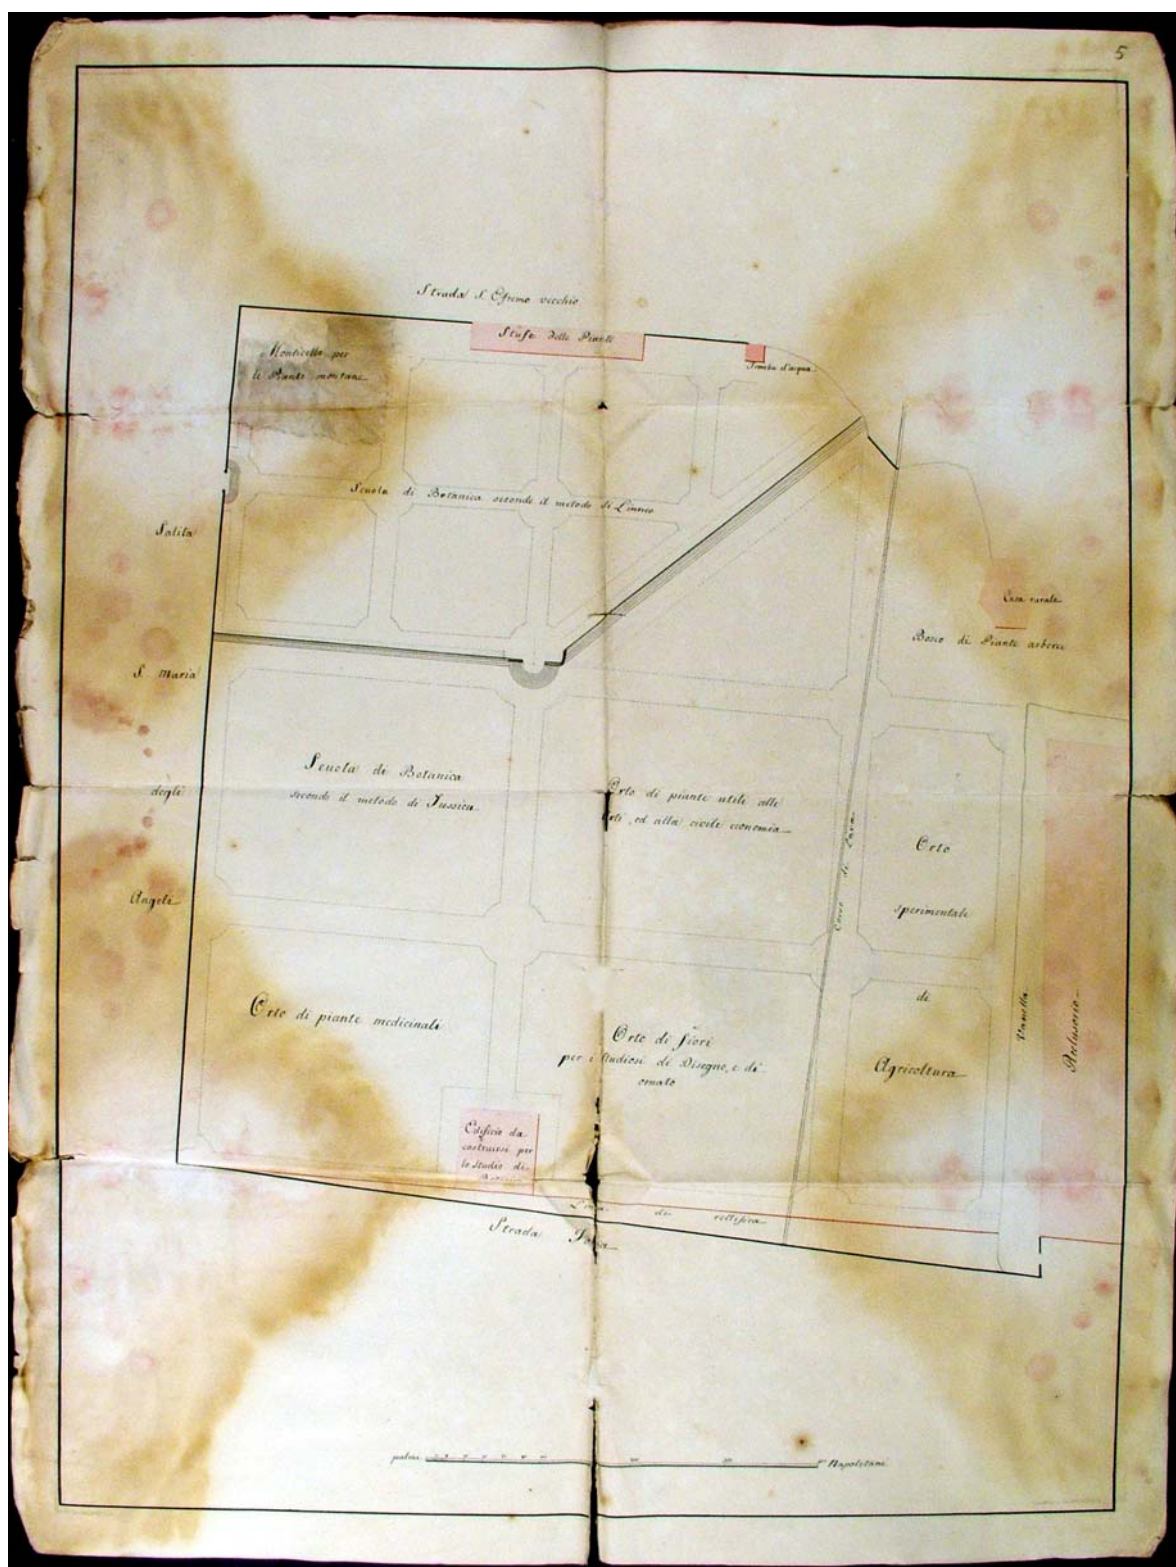 5
Strada S. Efremo vecchio
Stufe delle Piante
Monticello per
le Piante montane
Tromba d'acqua
Scuola di Botanica secondo il metodo di Linneo
Salita
S. Maria
degli
Angeli
Casa rurale
Bosco di Piante arboree
Scuola di Botanica
secondo il metodo di Jussieu
Orto di piante utili alle
Arti, ed alla civile economia
Orto
sperimentale
di
Agricoltura
Vanella
Reclusorio
Orto di piante medicinali
Orto di fiori
per i studiosi di Disegno, e di
ornato
Edificio da
costruirsi per
lo studio di
Linea di rettifica
Strada
palmi
Napoletani